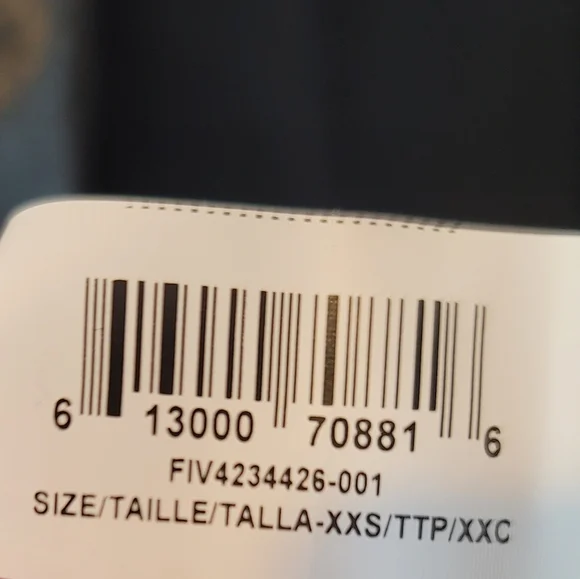 6 13000 70881 6
FIV4234426-001
SIZE/TAILLE/TALLA-XXS/TTP/XXC